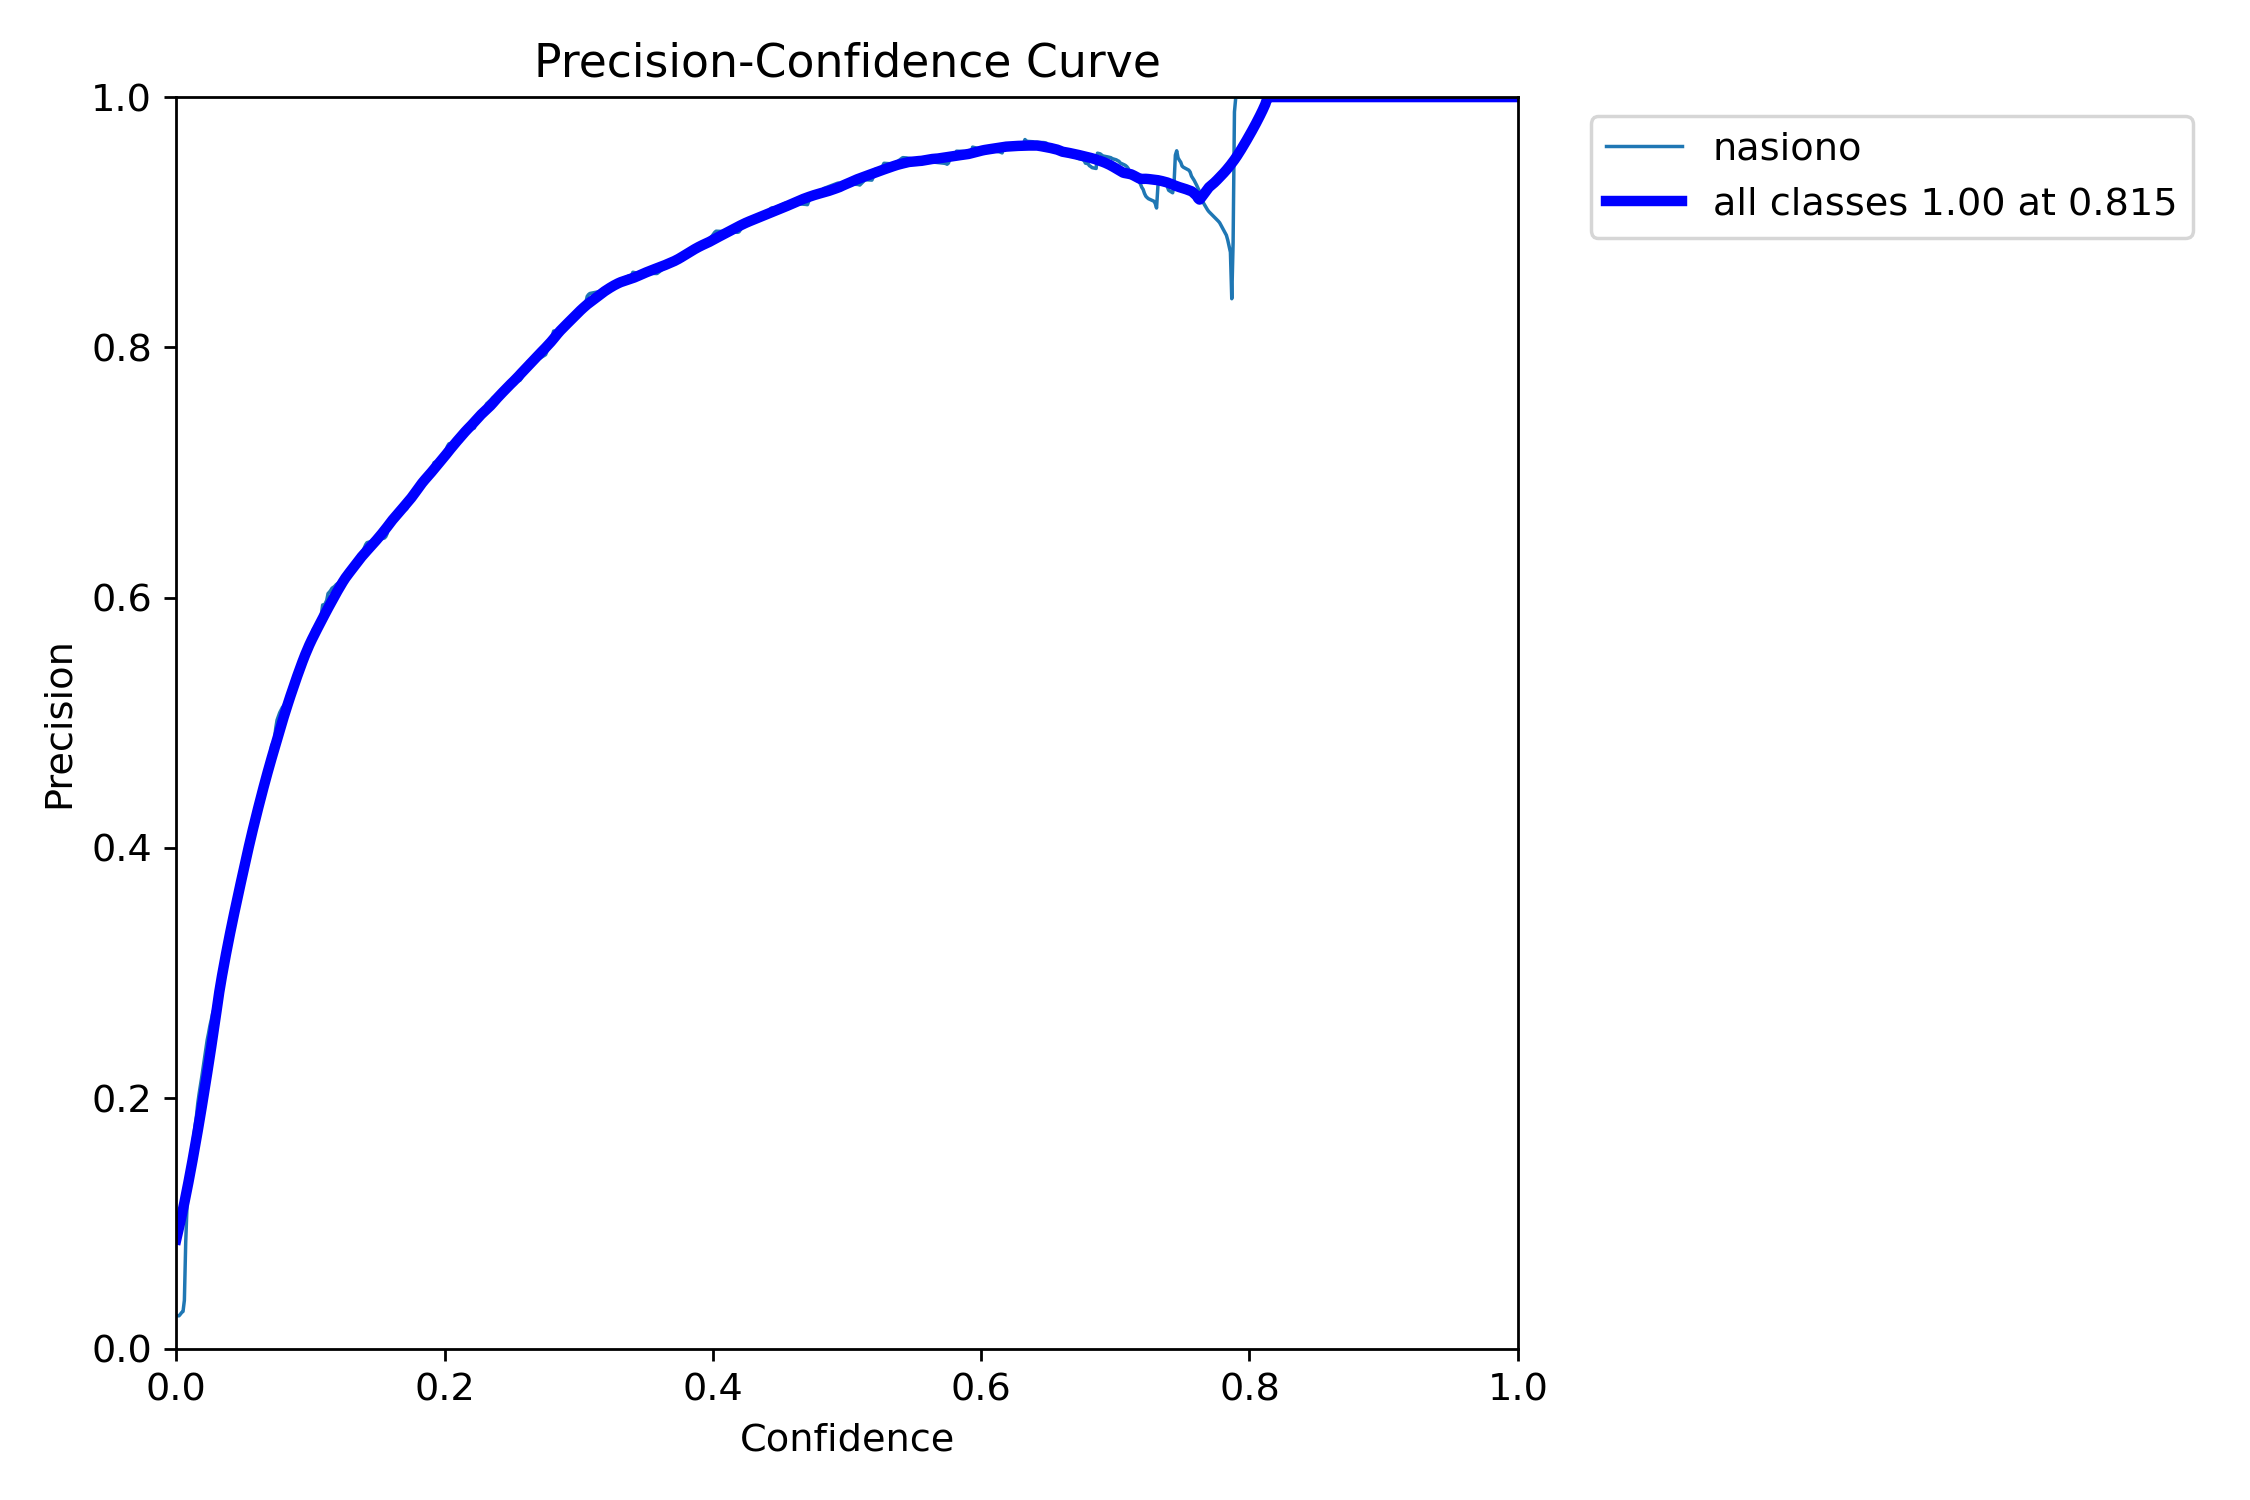 Precision-Confidence Curve
1.0
0.8
0.6
0.4
0.2
0.0
Precision
0.0 0.2 0.4 0.6 0.8 1.0
Confidence
nasiono
all classes 1.00 at 0.815